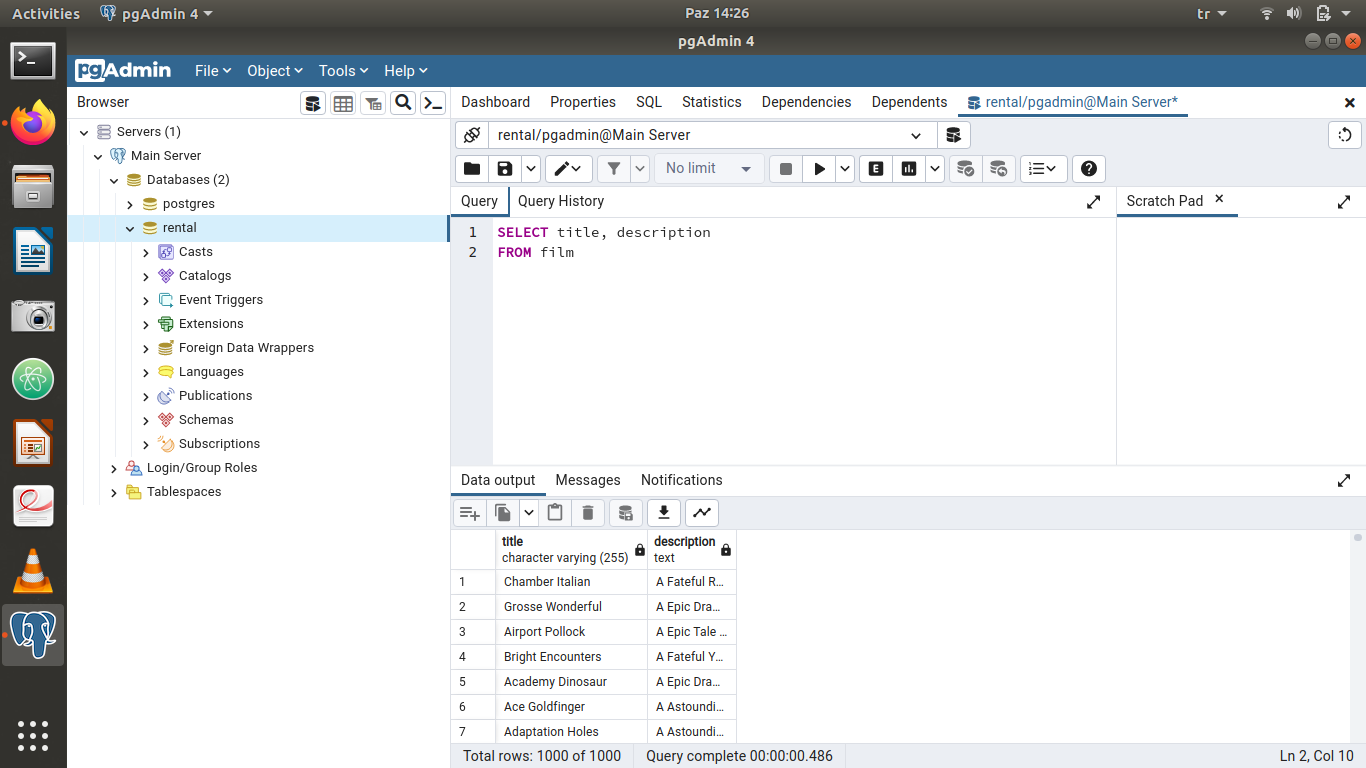 Activities
pgAdmin 4
Paz 14:26
tr
pgAdmin 4
pgAdmin
File
Object
Tools
Help
Browser
Servers (1)
Main Server
Databases (2)
postgres
rental
Casts
Catalogs
Event Triggers
Extensions
Foreign Data Wrappers
Languages
Publications
Schemas
Subscriptions
Login/Group Roles
Tablespaces
Dashboard
Properties
SQL
Statistics
Dependencies
Dependents
rental/pgadmin@Main Server*
rental/pgadmin@Main Server
No limit
E
Query
Query History
Scratch Pad
1 SELECT title, description
2 FROM film
Data output
Messages
Notifications
title
character varying (255)
description
text
1 Chamber Italian A Fateful R...
2 Grosse Wonderful A Epic Dra...
3 Airport Pollock A Epic Tale ...
4 Bright Encounters A Fateful Y...
5 Academy Dinosaur A Epic Dra...
6 Ace Goldfinger A Astoundi...
7 Adaptation Holes A Astoundi...
Total rows: 1000 of 1000
Query complete 00:00:00.486
Ln 2, Col 10